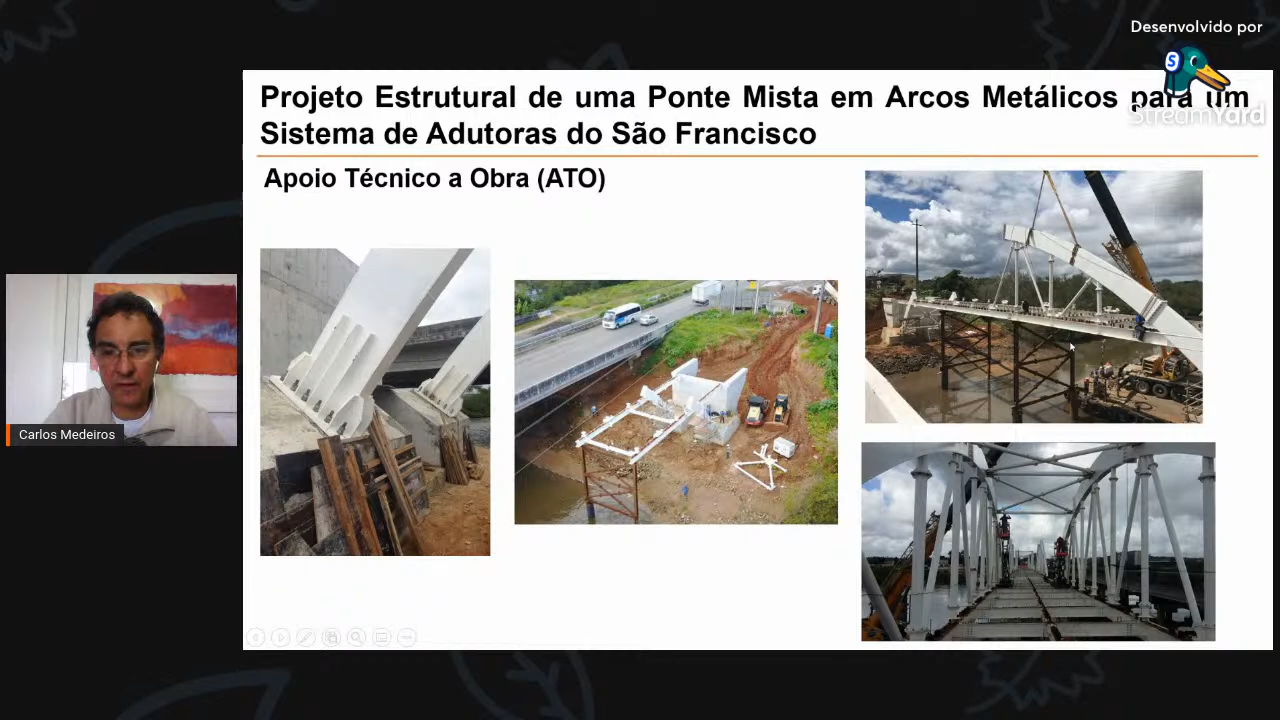 Desenvolvido por
StreamYard
Projeto Estrutural de uma Ponte Mista em Arcos Metálicos para um
Sistema de Adutoras do São Francisco
Apoio Técnico a Obra (ATO)
Carlos Medeiros